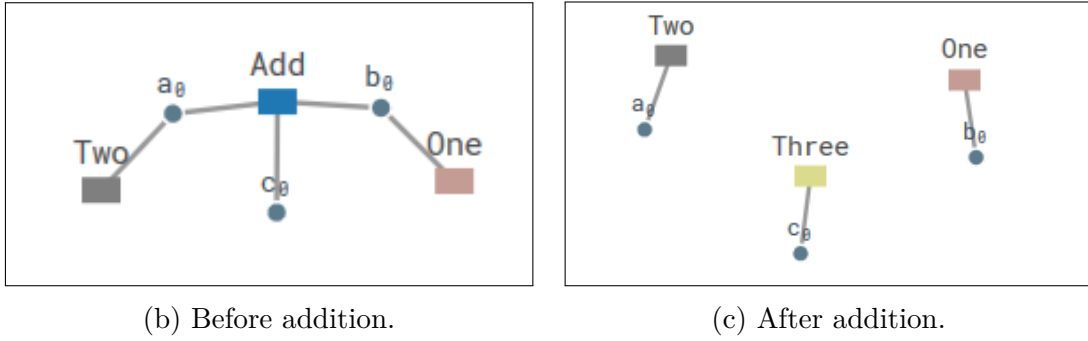 Add
a₀
b₀
Two
One
c₀
(b) Before addition.
Two
One
a₀
b₀
Three
c₀
(c) After addition.